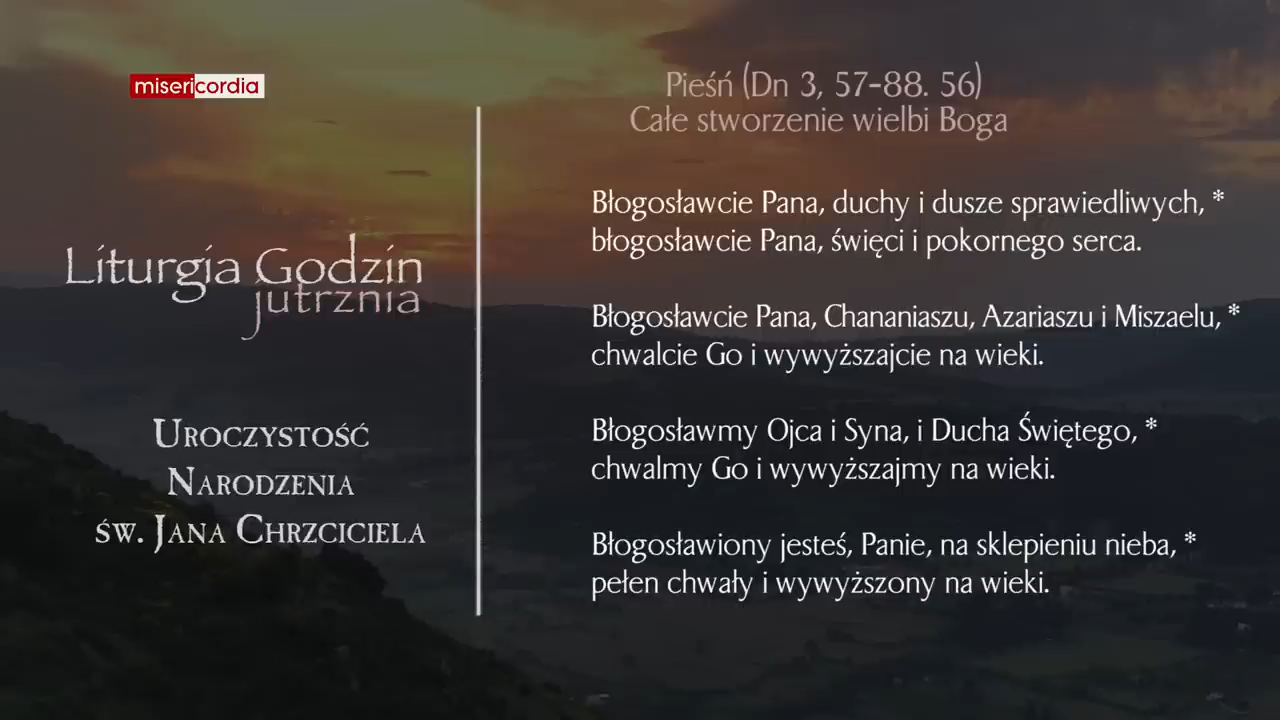 misericordia
Liturgia Godzin
jutrznia
Uroczystość
Narodzenia
św. Jana Chrzciciela
Pieśń (Dn 3, 57-88. 56)
Całe stworzenie wielbi Boga
Błogosławcie Pana, duchy i dusze sprawiedliwych, *
błogosławcie Pana, święci i pokornego serca.
Błogosławcie Pana, Chananiaszu, Azariaszu i Miszaelu, *
chwalcie Go i wywyższajcie na wieki.
Błogosławmy Ojca i Syna, i Ducha Świętego, *
chwalmy Go i wywyższajmy na wieki.
Błogosławiony jesteś, Panie, na sklepieniu nieba, *
pełen chwały i wywyższony na wieki.